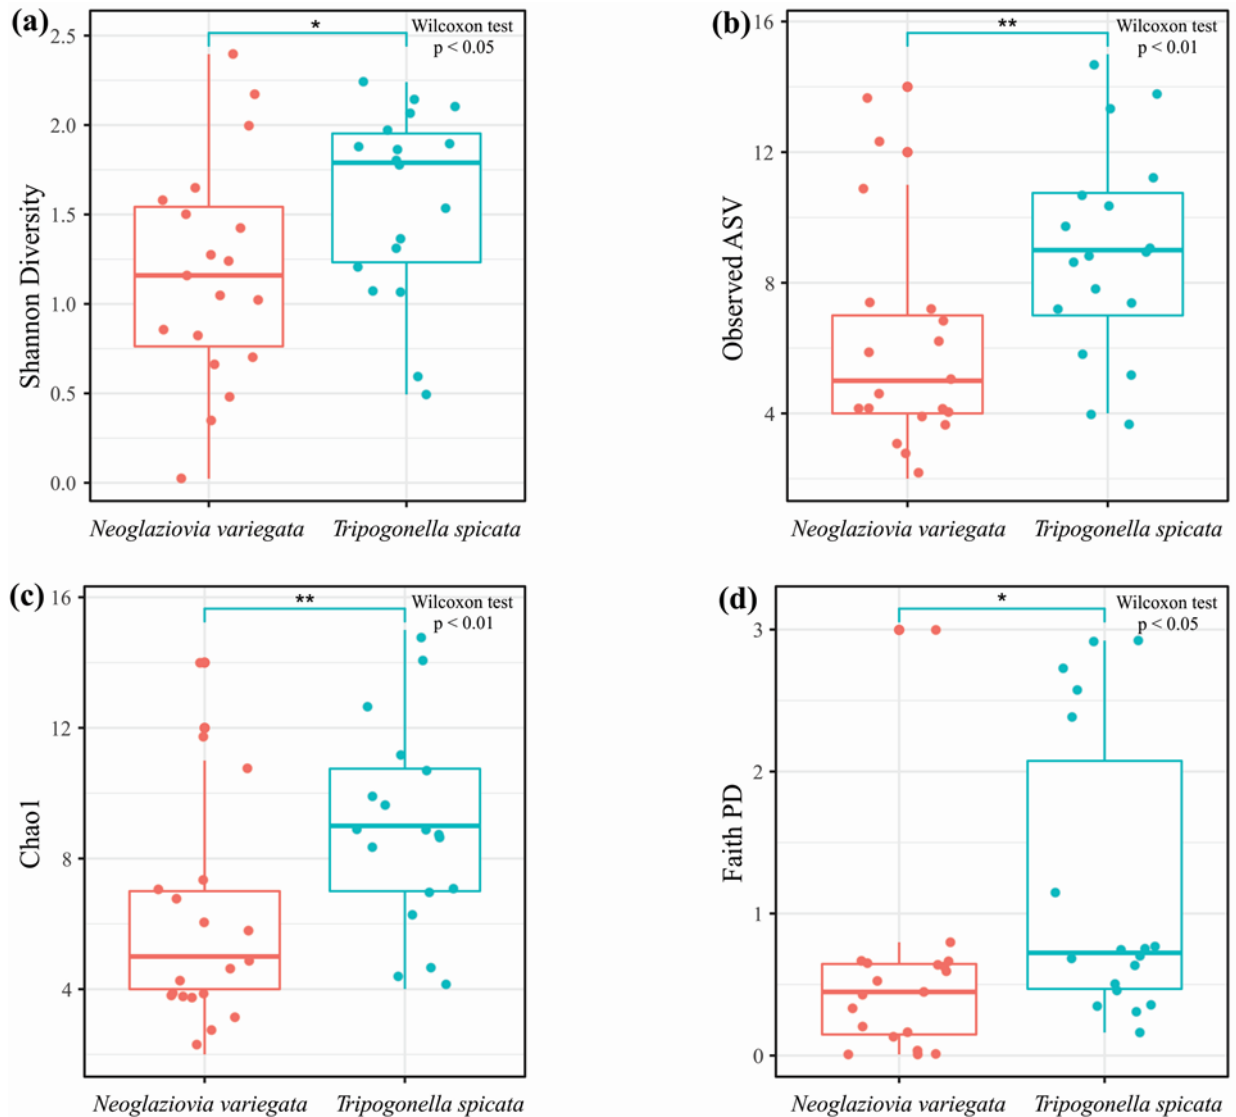 (a)
*
Wilcoxon test
p < 0.05
2.5
2.0
1.5
1.0
0.5
0.0
Shannon Diversity
Neoglaziovia variegata
Tripogonella spicata
(b)
**
Wilcoxon test
p < 0.01
16
12
8
4
Observed ASV
Neoglaziovia variegata
Tripogonella spicata
(c)
**
Wilcoxon test
p < 0.01
16
12
8
4
Chao1
Neoglaziovia variegata
Tripogonella spicata
(d)
*
Wilcoxon test
p < 0.05
3
2
1
0
Faith PD
Neoglaziovia variegata
Tripogonella spicata